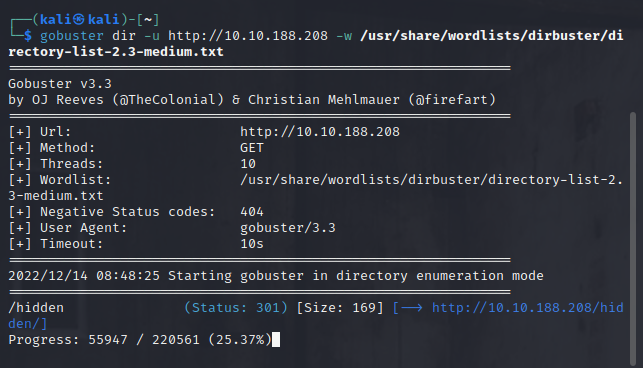 ┌──(kali㉿kali)-[~]
└─$ gobuster dir -u http://10.10.188.208 -w /usr/share/wordlists/dirbuster/di
rectory-list-2.3-medium.txt
===============================================================
Gobuster v3.3
by OJ Reeves (@TheColonial) & Christian Mehlmauer (@firefart)
===============================================================
[+] Url:                     http://10.10.188.208
[+] Method:                  GET
[+] Threads:                 10
[+] Wordlist:                /usr/share/wordlists/dirbuster/directory-list-2.
3-medium.txt
[+] Negative Status codes:   404
[+] User Agent:              gobuster/3.3
[+] Timeout:                 10s
===============================================================
2022/12/14 08:48:25 Starting gobuster in directory enumeration mode
===============================================================
/hidden               (Status: 301) [Size: 169] [--> http://10.10.188.208/hid
den/]
Progress: 55947 / 220561 (25.37%)